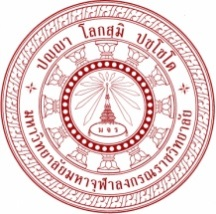 ปญฺญา โลกสฺมิ ปชฺโชโต
ม จ ร
มหาวิทยาลัยมหาจุฬาลงกรณราชวิทยาลัย